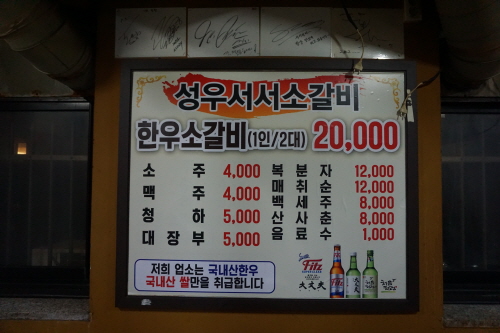 성우서서소갈비
한우소갈비(1인/2대) 20,000
소주 4,000 복분자 12,000
맥주 4,000 매취순 12,000
청하 5,000 백세주 8,000
대장부 5,000 산사춘 8,000
음료수 1,000
저희 업소는 국내산한우
국내산 쌀만을 취급합니다
Fitz